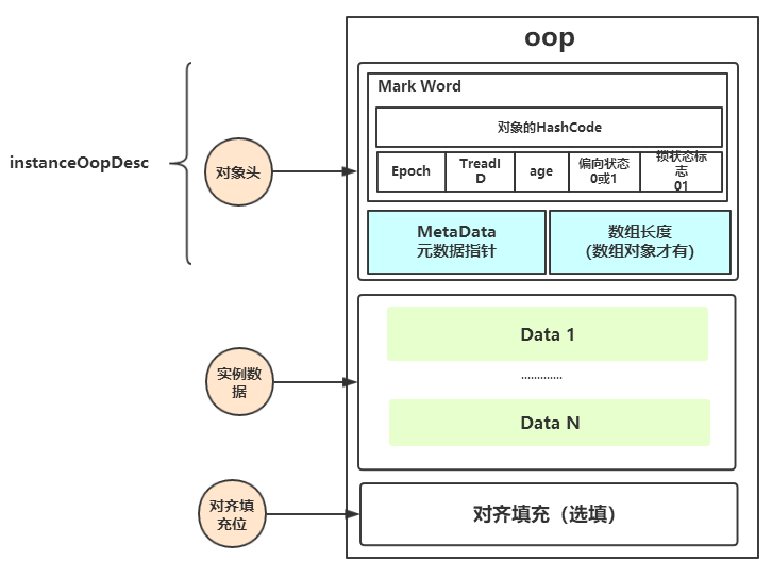 oop
Mark Word
对象的HashCode
Epoch
TreadI
D
age
偏向状态
0或1
锁状态标
志
01
instanceOopDesc
对象头
MetaData
元数据指针
数组长度
(数组对象才有)
Data 1
.............
实例数
据
Data N
对齐填
充位
对齐填充（选填）